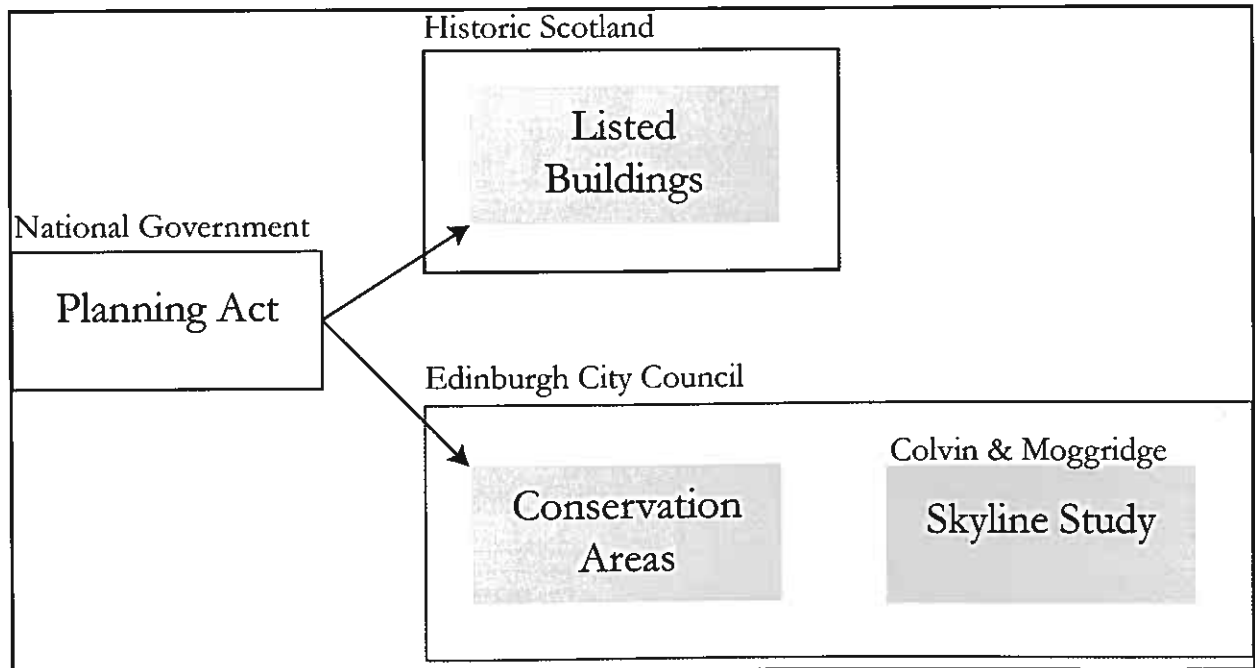 Historic Scotland
Listed
Buildings
National Government
Planning Act
Edinburgh City Council
Colvin & Moggridge
Conservation
Areas
Skyline Study